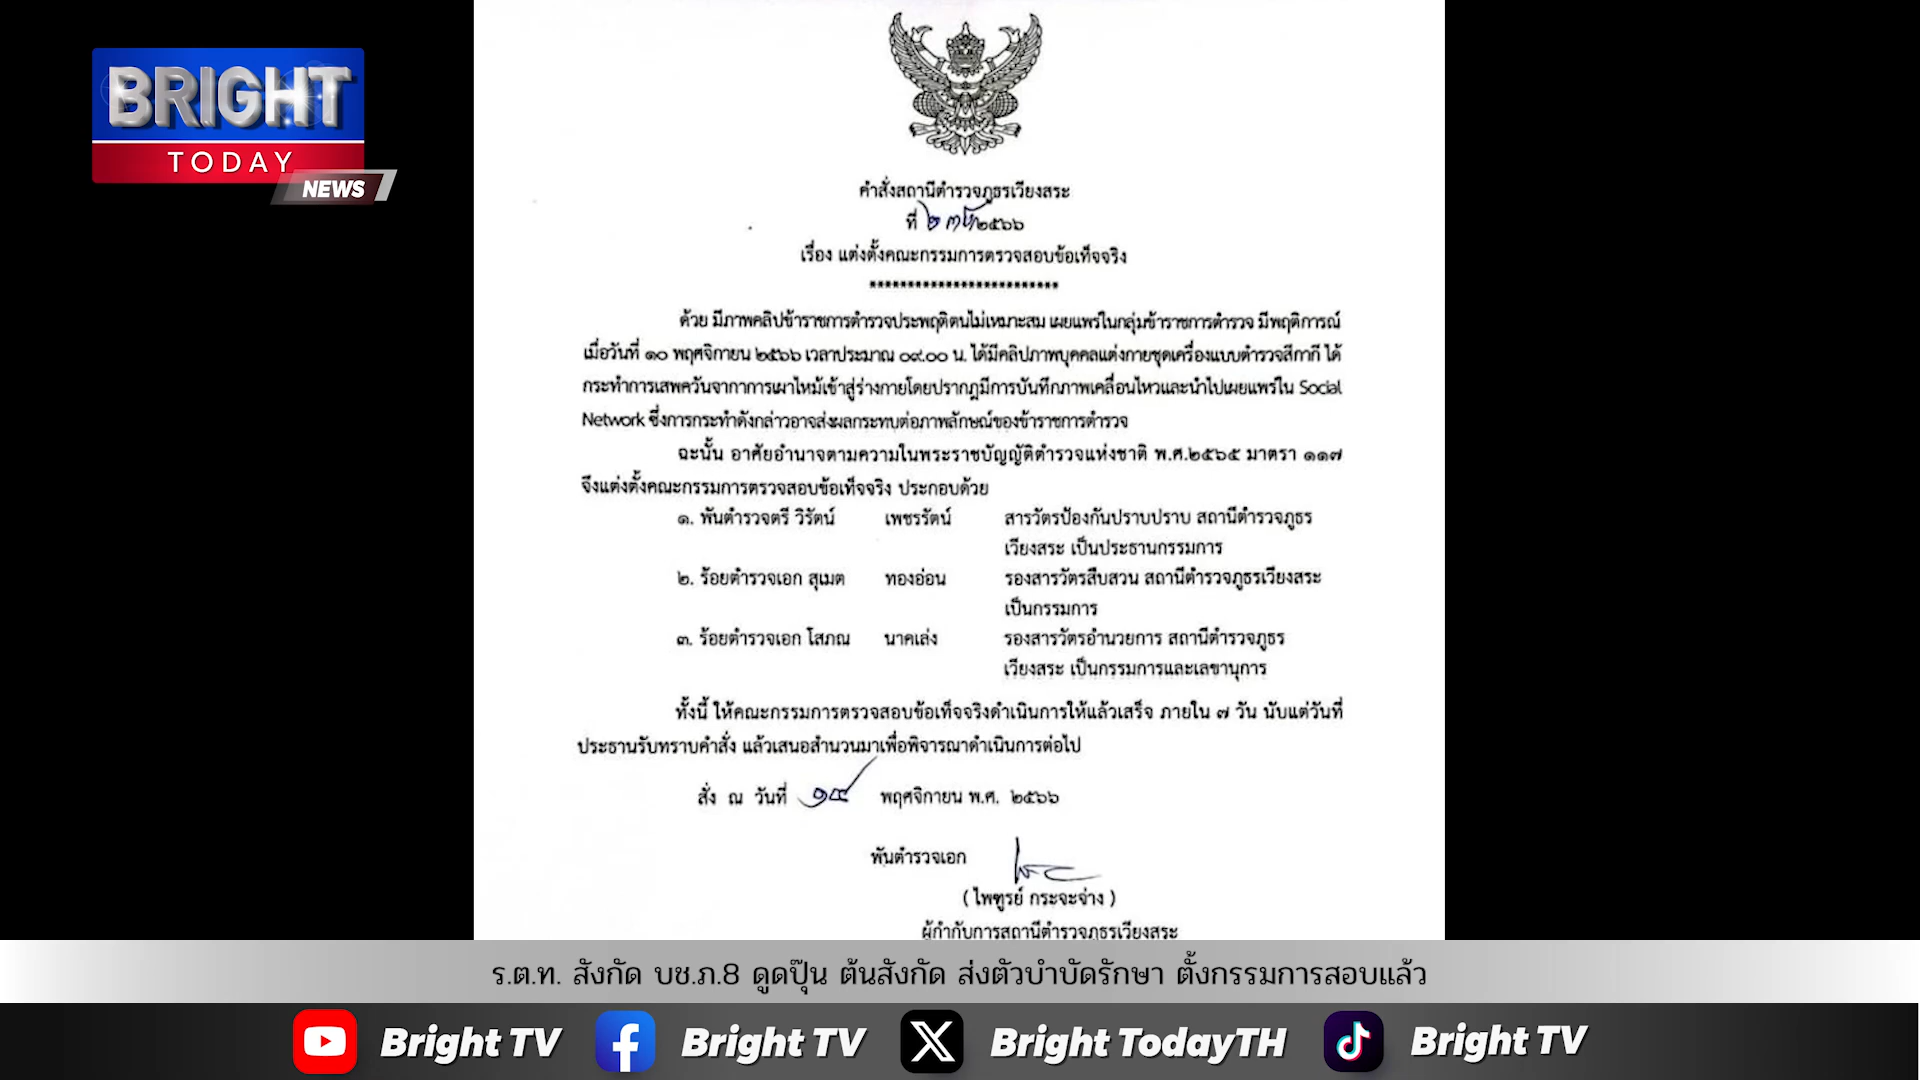 BRIGHT
TODAY
NEWS
คำสั่งสถานีตำรวจภูธรเวียงสระ
ที่ ๒๕๖๖
เรื่อง แต่งตั้งคณะกรรมการตรวจสอบข้อเท็จจริง
*************************
ด้วย มีภาพคลิปข้าราชการตำรวจประพฤติตนไม่เหมาะสม เผยแพร่ในกลุ่มข้าราชการตำรวจ มีพฤติการณ์
เมื่อวันที่ ๑๐ พฤศจิกายน ๒๕๖๖ เวลาประมาณ ๐๙.๐๐ น. ได้มีคลิปภาพบุคคลแต่งกายชุดเครื่องแบบตำรวจสีกากี ได้
กระทำการเสพควันจากาการเผาไหม้เข้าสู่ร่างกายโดยปรากฎมีการบันทึกภาพเคลื่อนไหวและนำไปเผยแพร่ใน Social
Network ซึ่งการกระทำดังกล่าวอาจส่งผลกระทบต่อภาพลักษณ์ของข้าราชการตำรวจ
ฉะนั้น อาศัยอำนาจตามความในพระราชบัญญัติตำรวจแห่งชาติ พ.ศ.๒๕๖๕ มาตรา ๑๑๗
จึงแต่งตั้งคณะกรรมการตรวจสอบข้อเท็จจริง ประกอบด้วย
๑. พันตำรวจตรี วิรัตน์ เพชรรัตน์ สารวัตรป้องกันปราบปราบ สถานีตำรวจภูธร
เวียงสระ เป็นประธานกรรมการ
๒. ร้อยตำรวจเอก สุเมต ทองอ่อน รองสารวัตรสืบสวน สถานีตำรวจภูธรเวียงสระ
เป็นกรรมการ
๓. ร้อยตำรวจเอก โสภณ นาคเล่ง รองสารวัตรอำนวยการ สถานีตำรวจภูธร
เวียงสระ เป็นกรรมการและเลขานุการ
ทั้งนี้ ให้คณะกรรมการตรวจสอบข้อเท็จจริงดำเนินการให้แล้วเสร็จ ภายใน ๗ วัน นับแต่วันที่
ประธานรับทราบคำสั่ง แล้วเสนอสำนวนมาเพื่อพิจารณาดำเนินการต่อไป
สั่ง ณ วันที่ ๑๔ พฤศจิกายน พ.ศ. ๒๕๖๖
พันตำรวจเอก
( ไพฑูรย์ กระจะจ่าง )
ผู้กำกับการสถานีตำรวจภูธรเวียงสระ
ร.ต.ท. สังกัด บช.ภ.8 ดูดปุ๊น ต้นสังกัด ส่งตัวบำบัดรักษา ตั้งกรรมการสอบแล้ว
Bright TV Bright TV Bright TodayTH Bright TV